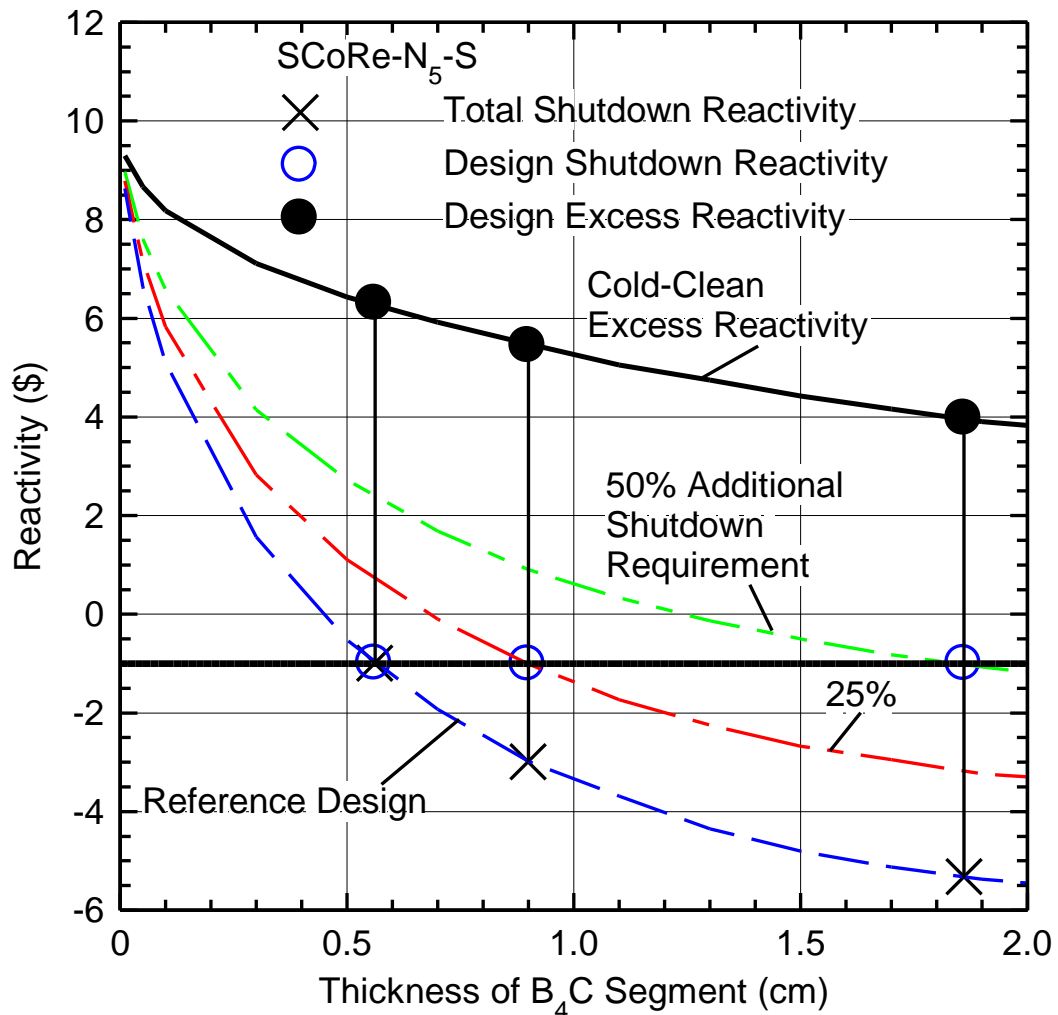 12
10
8
6
4
2
0
-2
-4
-6
Reactivity ($)
SCoRe-N5-S
Total Shutdown Reactivity
Design Shutdown Reactivity
Design Excess Reactivity
Cold-Clean
Excess Reactivity
50% Additional
Shutdown
Requirement
25%
Reference Design
0
0.5
1.0
1.5
2.0
Thickness of B4C Segment (cm)